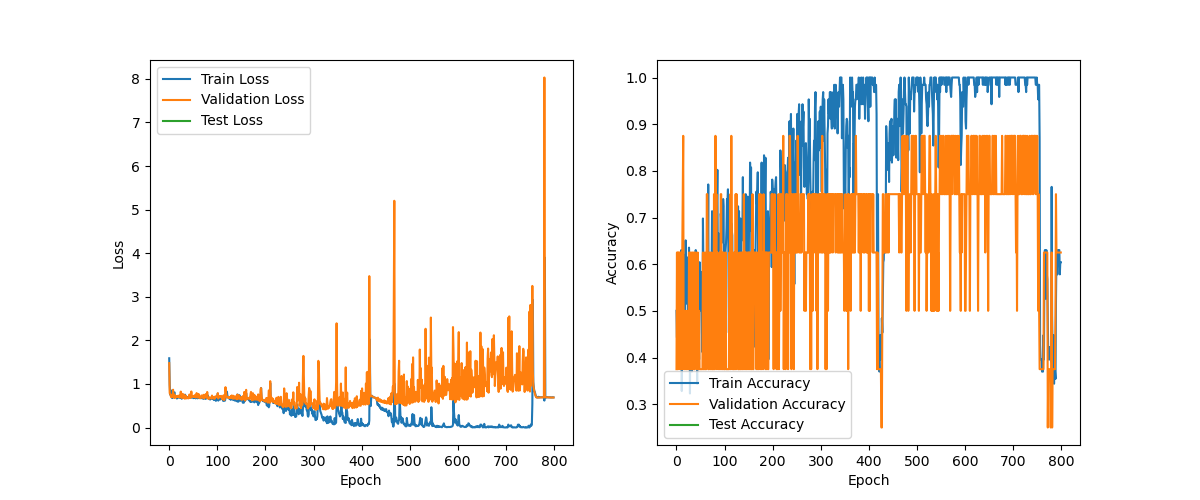 Train Loss
Validation Loss
Test Loss
Loss
8
7
6
5
4
3
2
1
0
0 100 200 300 400 500 600 700 800
Epoch
Accuracy
1.0
0.9
0.8
0.7
0.6
0.5
0.4
0.3
Train Accuracy
Validation Accuracy
Test Accuracy
0 100 200 300 400 500 600 700 800
Epoch